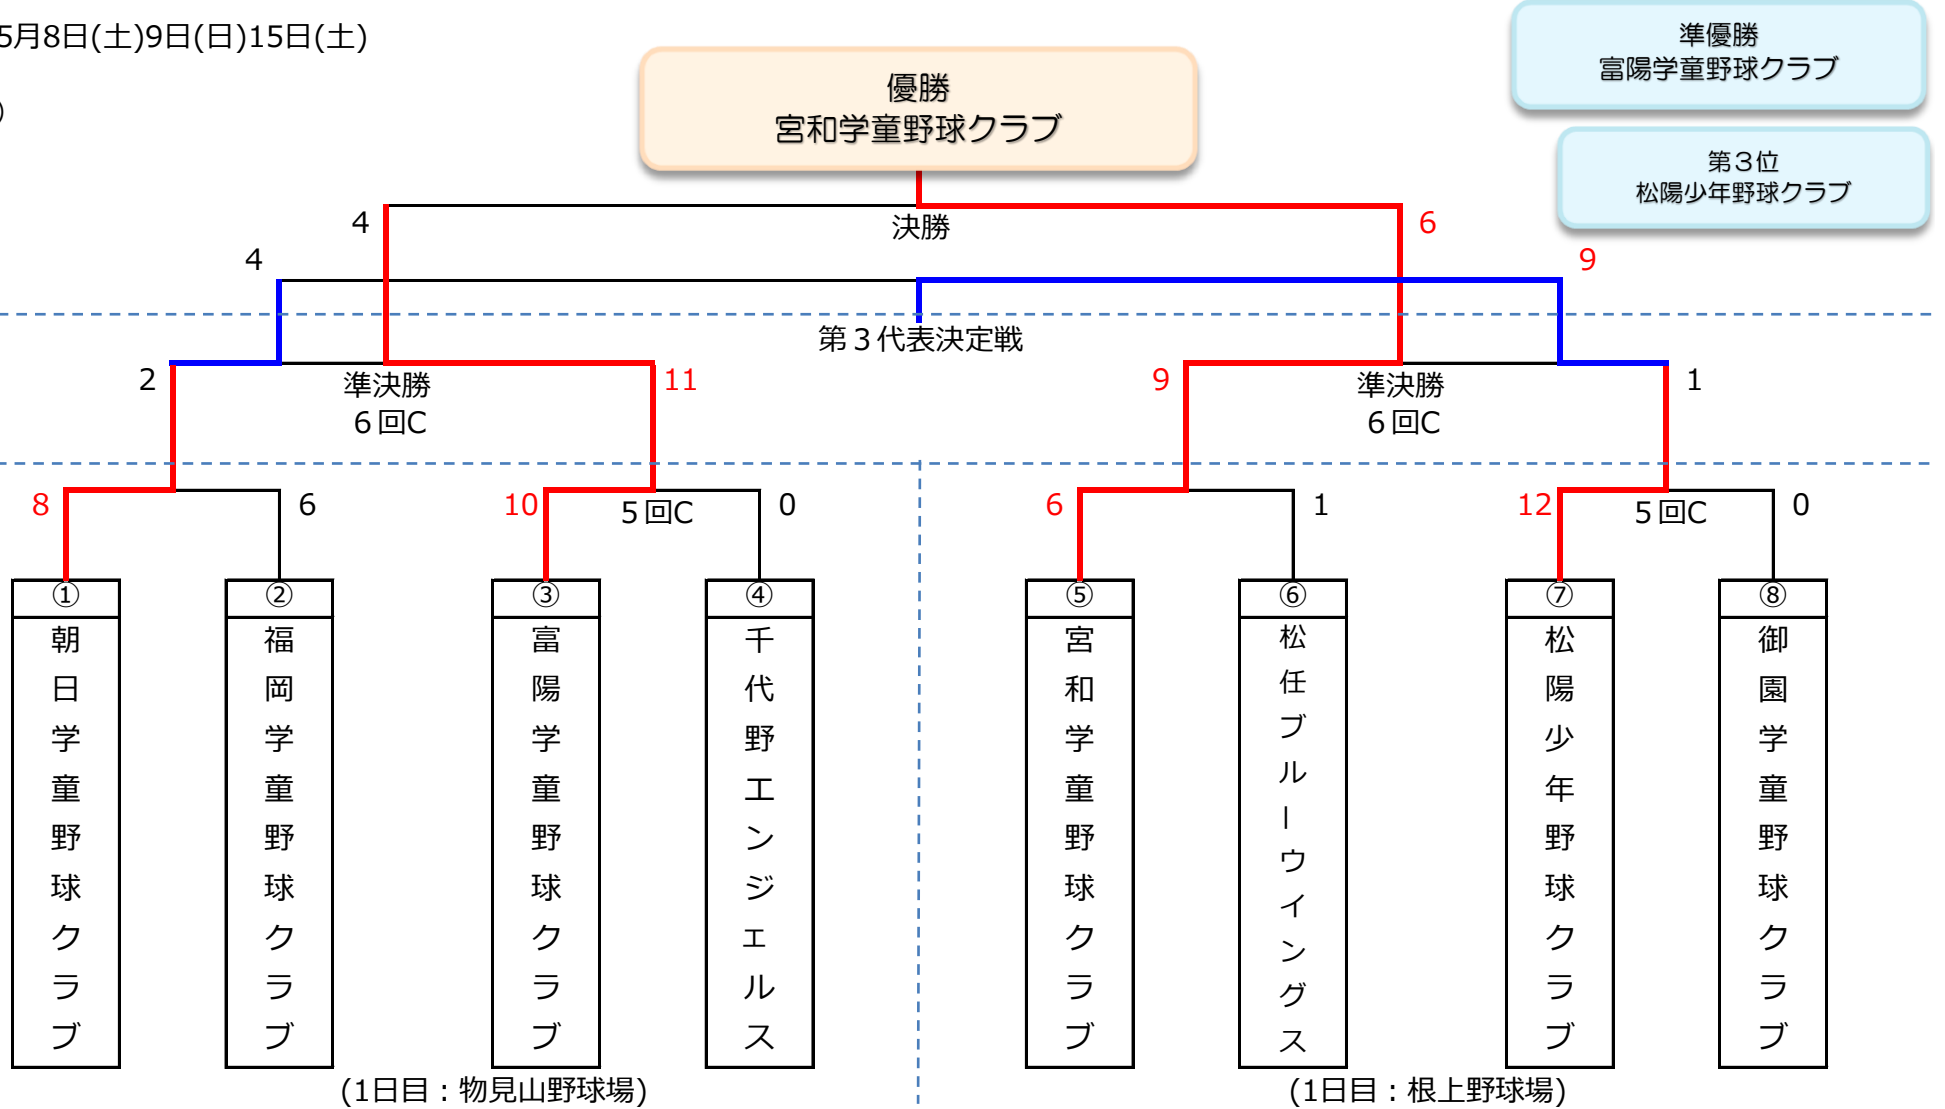 5月8日(土)9日(日)15日(土)
)
優勝
宮和学童野球クラブ
準優勝
富陽学童野球クラブ
第３位
松陽少年野球クラブ
4
決勝
6
4
9
第３代表決定戦
2
準決勝
６回C
11
9
準決勝
６回C
1
8
6
10
５回C
0
6
1
12
５回C
0
①
朝日学童野球クラブ
②
福岡学童野球クラブ
③
富陽学童野球クラブ
④
千代野エンジェルス
⑤
宮和学童野球クラブ
⑥
松任ブルーウイングス
⑦
松陽少年野球クラブ
⑧
御園学童野球クラブ
(1日目：物見山野球場)
(1日目：根上野球場)